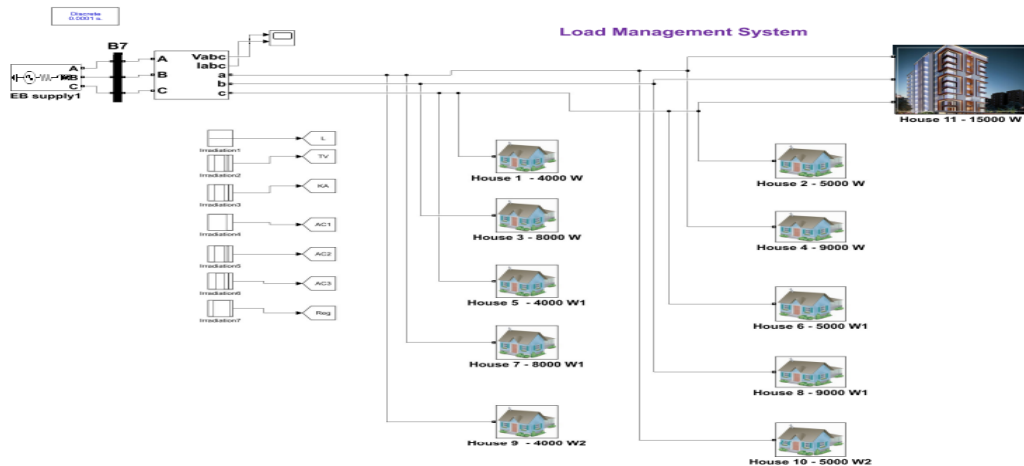 Discrete
0.0001 s.
Load Management System
B7
A
B
C
EB supply1
A
B
C
Vabc
Iabc
a
b
c
House 11 - 15000 W
Irradiation1
L
Irradiation2
TV
Irradiation3
KA
Irradiation4
AC1
Irradiation5
AC2
Irradiation6
AC3
Irradiation7
Reg
House 1 - 4000 W
House 2 - 5000 W
House 3 - 8000 W
House 4 - 9000 W
House 5 - 4000 W1
House 6 - 5000 W1
House 7 - 8000 W1
House 8 - 9000 W1
House 9 - 4000 W2
House 10 - 5000 W2